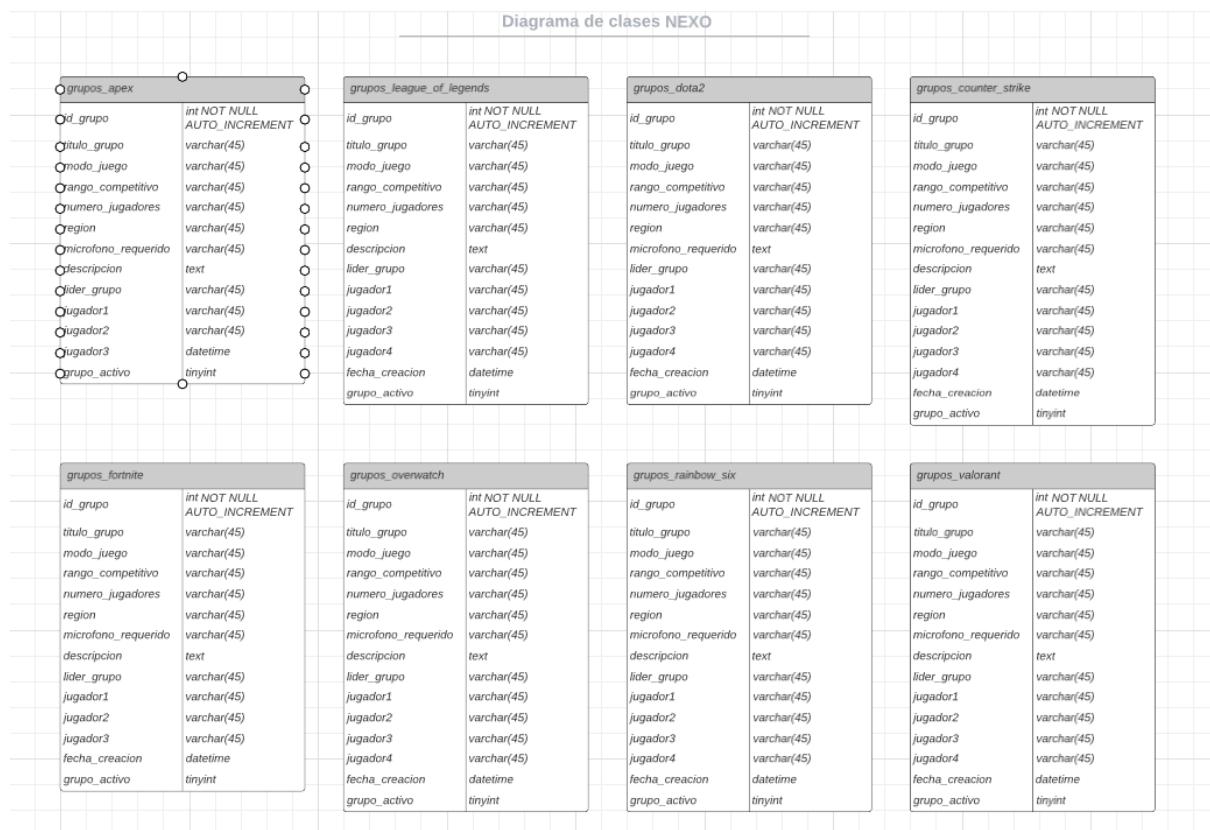 Diagrama de clases NEXO
grupos_apex
id_grupo int NOT NULL
AUTO_INCREMENT
titulo_grupo varchar(45)
modo_juego varchar(45)
rango_competitivo varchar(45)
numero_jugadores varchar(45)
region varchar(45)
microfono_requerido varchar(45)
descripcion text
lider_grupo varchar(45)
jugador1 varchar(45)
jugador2 varchar(45)
jugador3 datetime
grupo_activo tinyint
grupos_league_of_legends
id_grupo int NOT NULL
AUTO_INCREMENT
titulo_grupo varchar(45)
modo_juego varchar(45)
rango_competitivo varchar(45)
numero_jugadores varchar(45)
region varchar(45)
descripcion text
lider_grupo varchar(45)
jugador1 varchar(45)
jugador2 varchar(45)
jugador3 varchar(45)
jugador4 varchar(45)
fecha_creacion datetime
grupo_activo tinyint
grupos_dota2
id_grupo int NOT NULL
AUTO_INCREMENT
titulo_grupo varchar(45)
modo_juego varchar(45)
rango_competitivo varchar(45)
numero_jugadores varchar(45)
region varchar(45)
microfono_requerido text
lider_grupo varchar(45)
jugador1 varchar(45)
jugador2 varchar(45)
jugador3 varchar(45)
jugador4 varchar(45)
fecha_creacion datetime
grupo_activo tinyint
grupos_counter_strike
id_grupo int NOT NULL
AUTO_INCREMENT
titulo_grupo varchar(45)
modo_juego varchar(45)
rango_competitivo varchar(45)
numero_jugadores varchar(45)
region varchar(45)
microfono_requerido varchar(45)
descripcion text
lider_grupo varchar(45)
jugador1 varchar(45)
jugador2 varchar(45)
jugador3 varchar(45)
jugador4 varchar(45)
fecha_creacion datetime
grupo_activo tinyint
grupos_fortnite
id_grupo int NOT NULL
AUTO_INCREMENT
titulo_grupo varchar(45)
modo_juego varchar(45)
rango_competitivo varchar(45)
numero_jugadores varchar(45)
region varchar(45)
microfono_requerido varchar(45)
descripcion text
lider_grupo varchar(45)
jugador1 varchar(45)
jugador2 varchar(45)
jugador3 varchar(45)
fecha_creacion datetime
grupo_activo tinyint
grupos_overwatch
id_grupo int NOT NULL
AUTO_INCREMENT
titulo_grupo varchar(45)
modo_juego varchar(45)
rango_competitivo varchar(45)
numero_jugadores varchar(45)
region varchar(45)
microfono_requerido varchar(45)
descripcion text
lider_grupo varchar(45)
jugador1 varchar(45)
jugador2 varchar(45)
jugador3 varchar(45)
jugador4 varchar(45)
fecha_creacion datetime
grupo_activo tinyint
grupos_rainbow_six
id_grupo int NOT NULL
AUTO_INCREMENT
titulo_grupo varchar(45)
modo_juego varchar(45)
rango_competitivo varchar(45)
numero_jugadores varchar(45)
region varchar(45)
microfono_requerido varchar(45)
descripcion text
lider_grupo varchar(45)
jugador1 varchar(45)
jugador2 varchar(45)
jugador3 varchar(45)
jugador4 varchar(45)
fecha_creacion datetime
grupo_activo tinyint
grupos_valorant
id_grupo int NOT NULL
AUTO_INCREMENT
titulo_grupo varchar(45)
modo_juego varchar(45)
rango_competitivo varchar(45)
numero_jugadores varchar(45)
region varchar(45)
microfono_requerido varchar(45)
descripcion text
lider_grupo varchar(45)
jugador1 varchar(45)
jugador2 varchar(45)
jugador3 varchar(45)
jugador4 varchar(45)
fecha_creacion datetime
grupo_activo tinyint